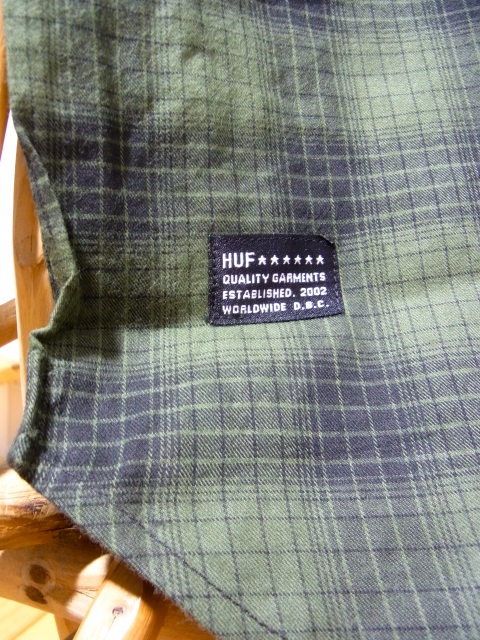 HUF★★★★★★
QUALITY GARMENTS
ESTABLISHED. 2002
WORLDWIDE D.B.C.